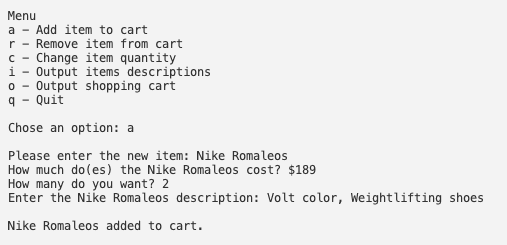 Menu
a – Add item to cart
r – Remove item from cart
c – Change item quantity
i – Output items descriptions
o – Output shopping cart
q – Quit
Chose an option: a
Please enter the new item: Nike Romaleos
How much do(es) the Nike Romaleos cost? $189
How many do you want? 2
Enter the Nike Romaleos description: Volt color, Weightlifting shoes
Nike Romaleos added to cart.